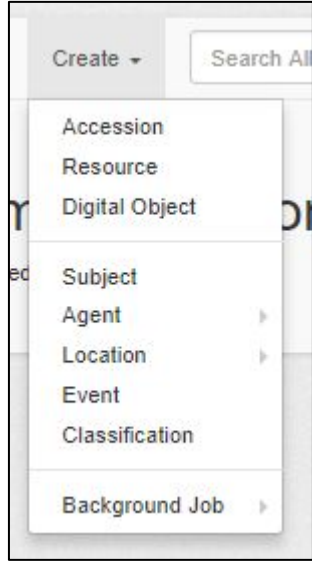 Create
Search All
Accession
Resource
Digital Object
Subject
Agent
Location
Event
Classification
Background Job